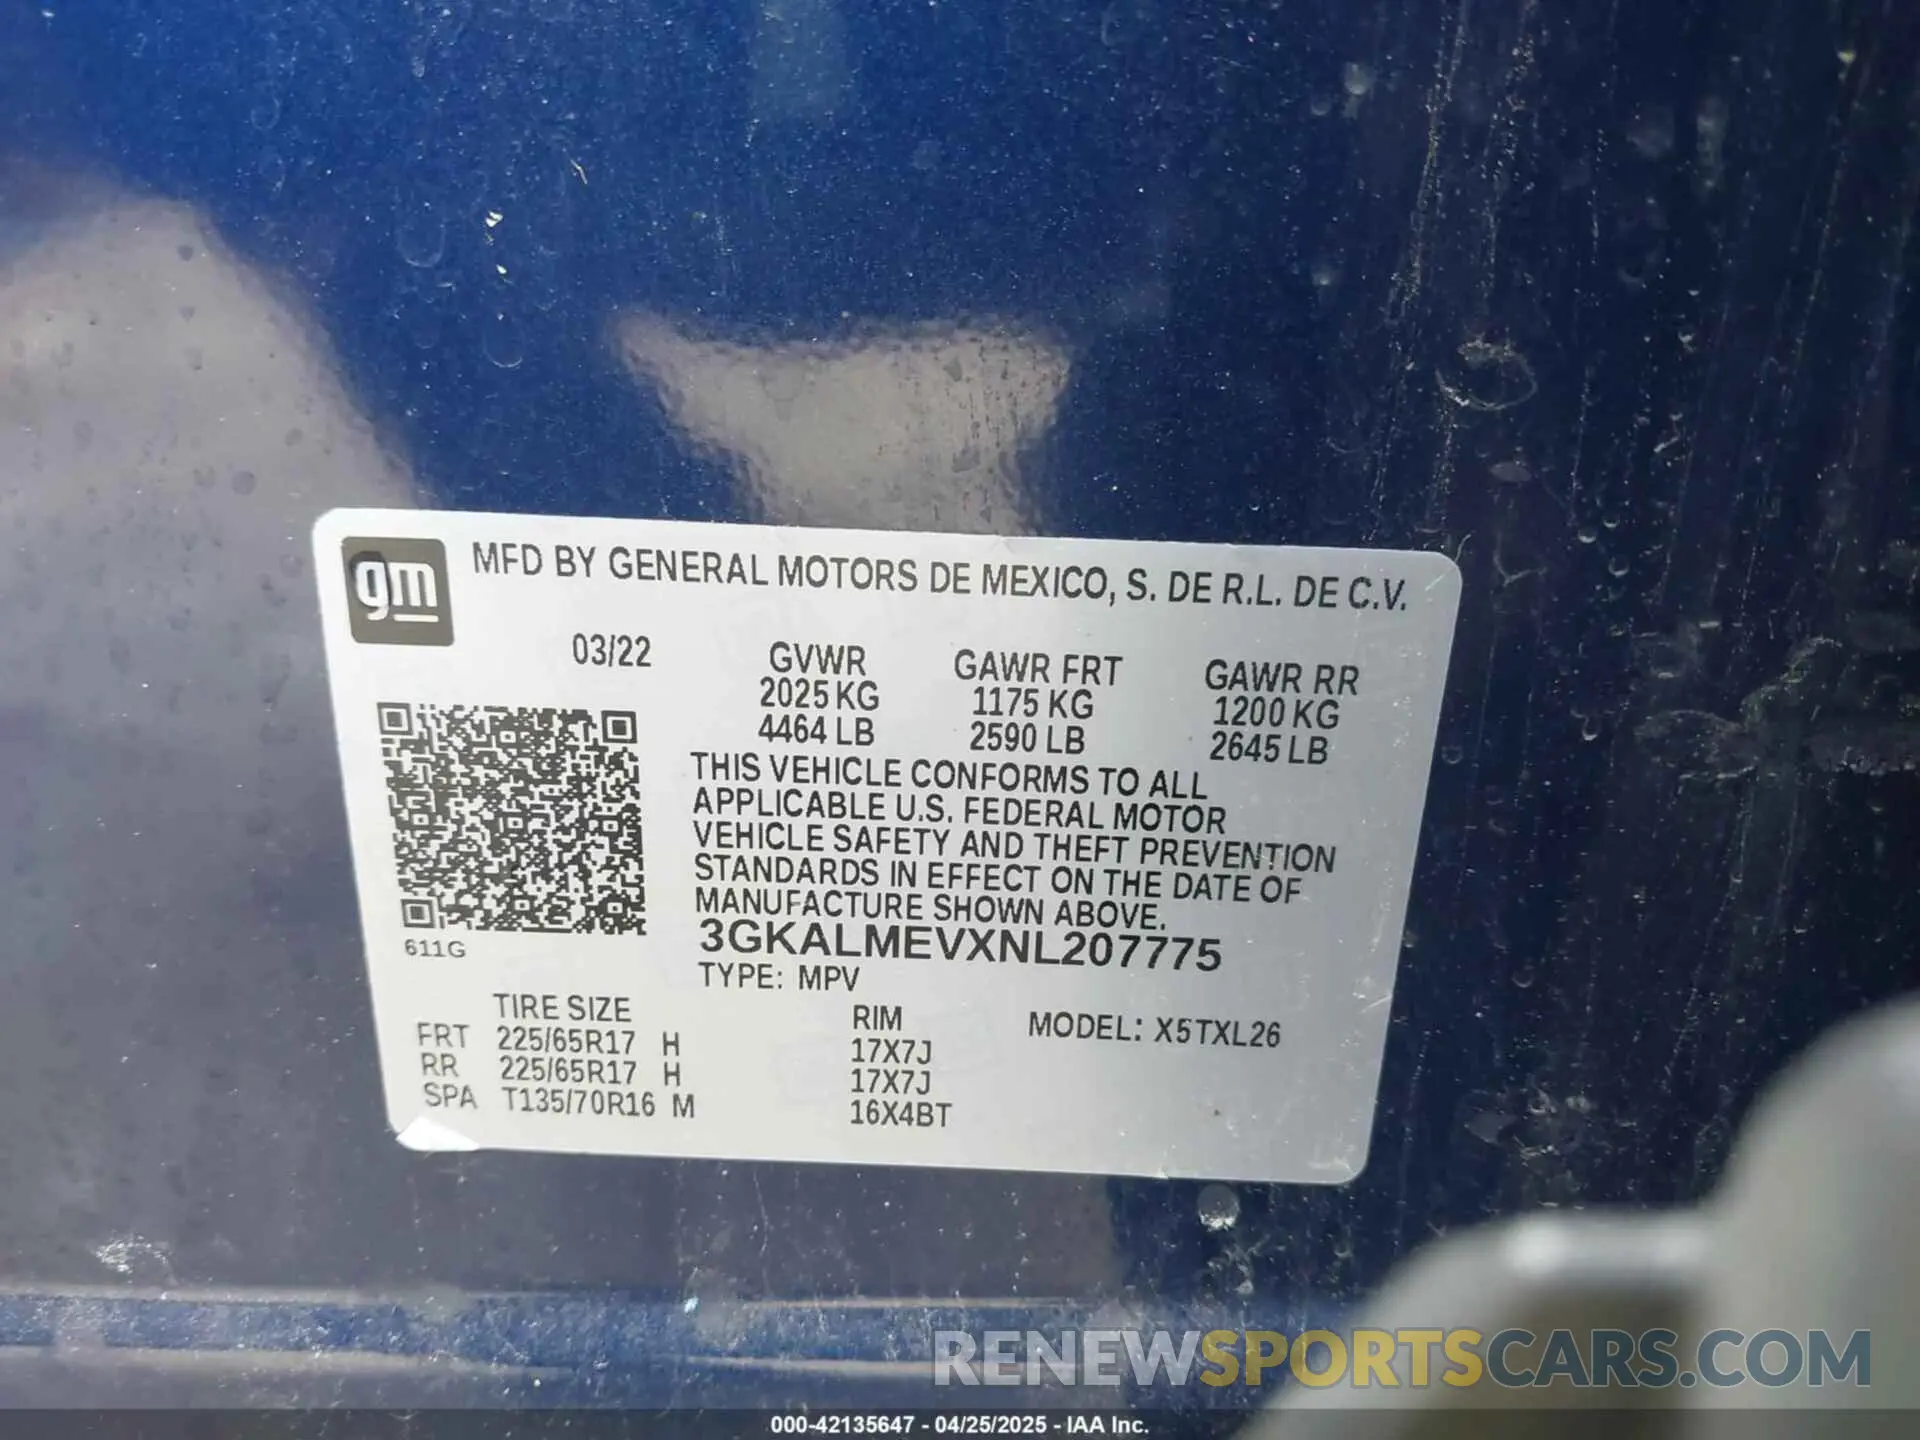 gm
MFD BY GENERAL MOTORS DE MEXICO, S. DE R.L. DE C.V.
03/22 GVWR GAWR FRT GAWR RR
2025 KG 1175 KG 1200 KG
4464 LB 2590 LB 2645 LB
THIS VEHICLE CONFORMS TO ALL
APPLICABLE U.S. FEDERAL MOTOR
VEHICLE SAFETY AND THEFT PREVENTION
STANDARDS IN EFFECT ON THE DATE OF
MANUFACTURE SHOWN ABOVE.
611G
3GKALMEVXNL207775
TYPE: MPV
TIRE SIZE RIM MODEL: X5TXL26
FRT 225/65R17 H 17X7J
RR 225/65R17 H 17X7J
SPA T135/70R16 M 16X4BT
RENEWSPORTSCARS.COM
000-42135647 - 04/25/2025 - IAA Inc.